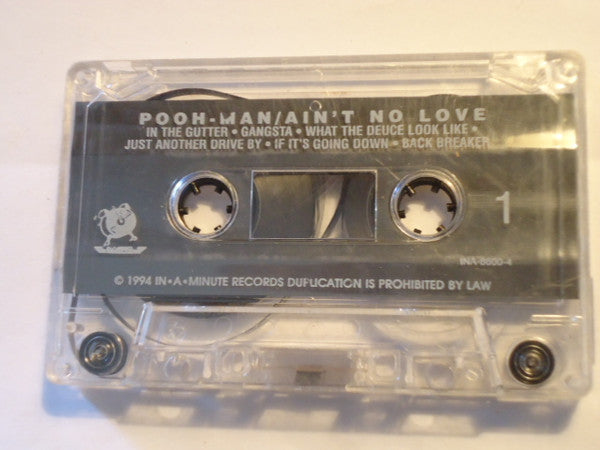 POOH-MAN/AIN'T NO LOVE
IN THE GUTTER • GANGSTA • WHAT THE DEUCE LOOK LIKE •
JUST ANOTHER DRIVE BY • IF IT'S GOING DOWN • BACK BREAKER
1
INA-8600-4
© 1994 IN•A•MINUTE RECORDS DUPLICATION IS PROHIBITED BY LAW